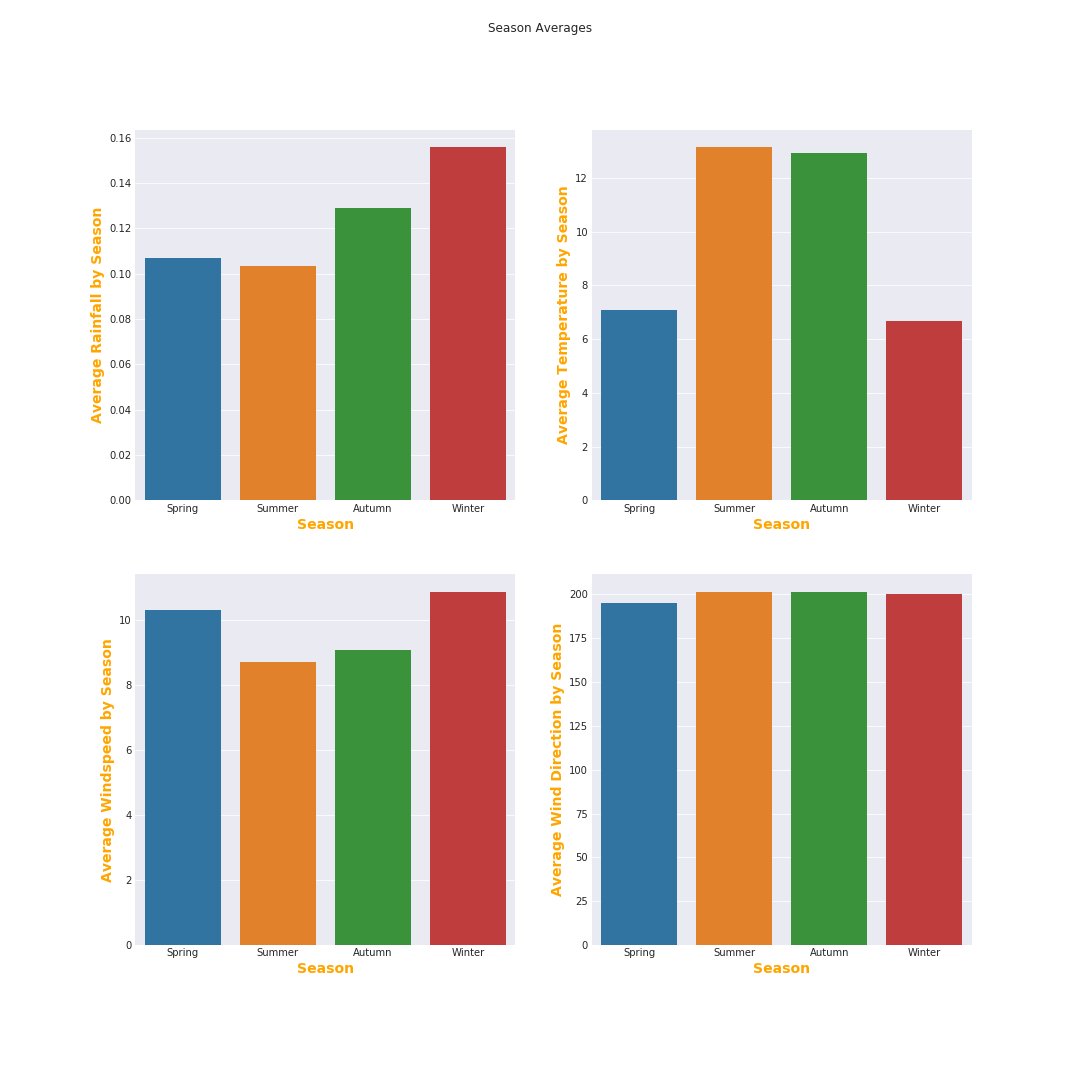 Season Averages
Average Rainfall by Season
0.16
0.14
0.12
0.10
0.08
0.06
0.04
0.02
0.00
Spring Summer Autumn Winter
Season
Average Temperature by Season
12
10
8
6
4
2
0
Spring Summer Autumn Winter
Season
Average Windspeed by Season
10
8
6
4
2
0
Spring Summer Autumn Winter
Season
Average Wind Direction by Season
200
175
150
125
100
75
50
25
0
Spring Summer Autumn Winter
Season